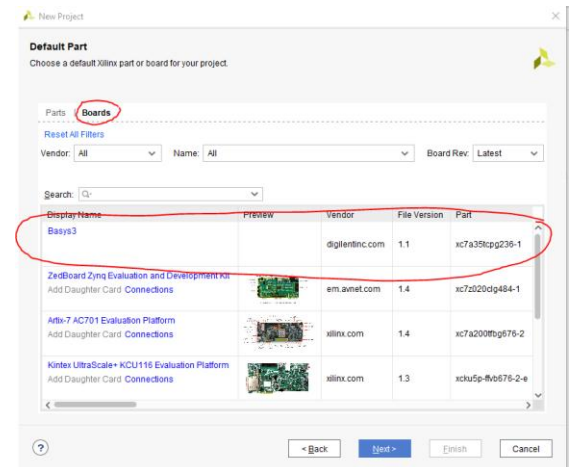 New Project
Default Part
Choose a default Xilinx part or board for your project.
Parts | Boards
Reset All Filters
Vendor: All Name: All Board Rev: Latest
Search: Q-
Display Name Preview Vendor File Version Part
Basys3 digilentinc.com 1.1 xc7a35tcpg236-1
ZedBoard Zynq Evaluation and Development Kit
Add Daughter Card Connections em.avnet.com 1.4 xc7z020clg484-1
Artix-7 AC701 Evaluation Platform
Add Daughter Card Connections xilinx.com 1.4 xc7a200tfbg676-2
Kintex UltraScale+ KCU116 Evaluation Platform
Add Daughter Card Connections xilinx.com 1.3 xcku5p-ffvb676-2-e
? < Back Next > Finish Cancel